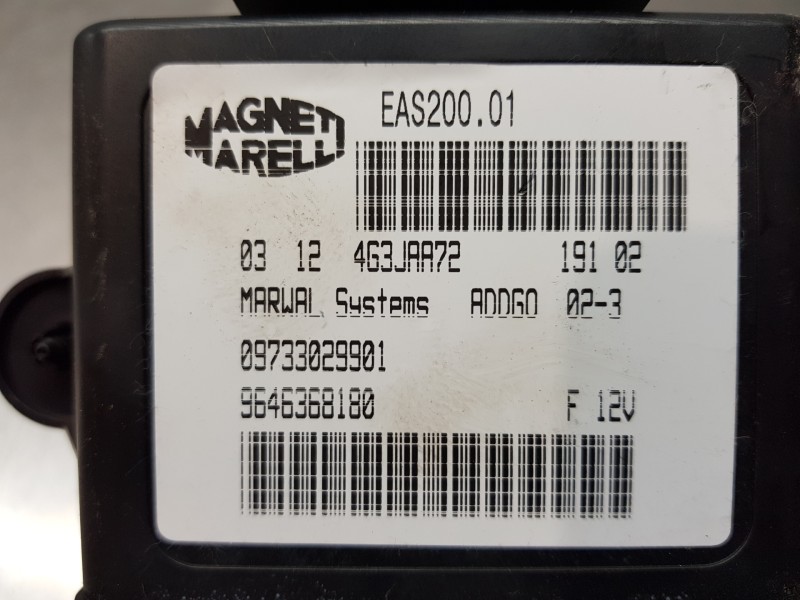 MAGNETI
MARELLI
EAS200.01
03 12 4G3JAA72 191 02
MARWAL Systems ADDGO 02-3
09733029901
9646368180 F 12V